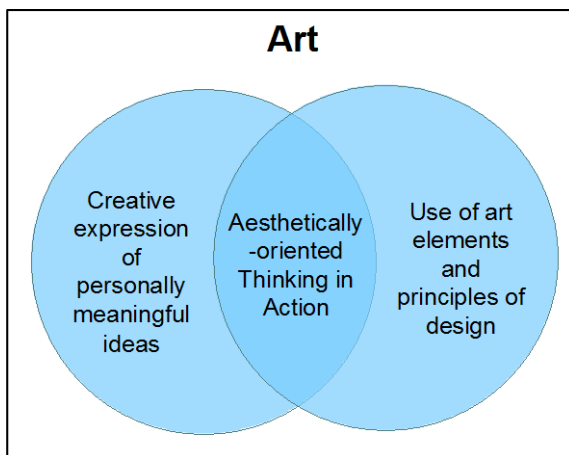 Art
Creative
expression
of
personally
meaningful
ideas
Aesthetically
-oriented
Thinking in
Action
Use of art
elements
and
principles of
design